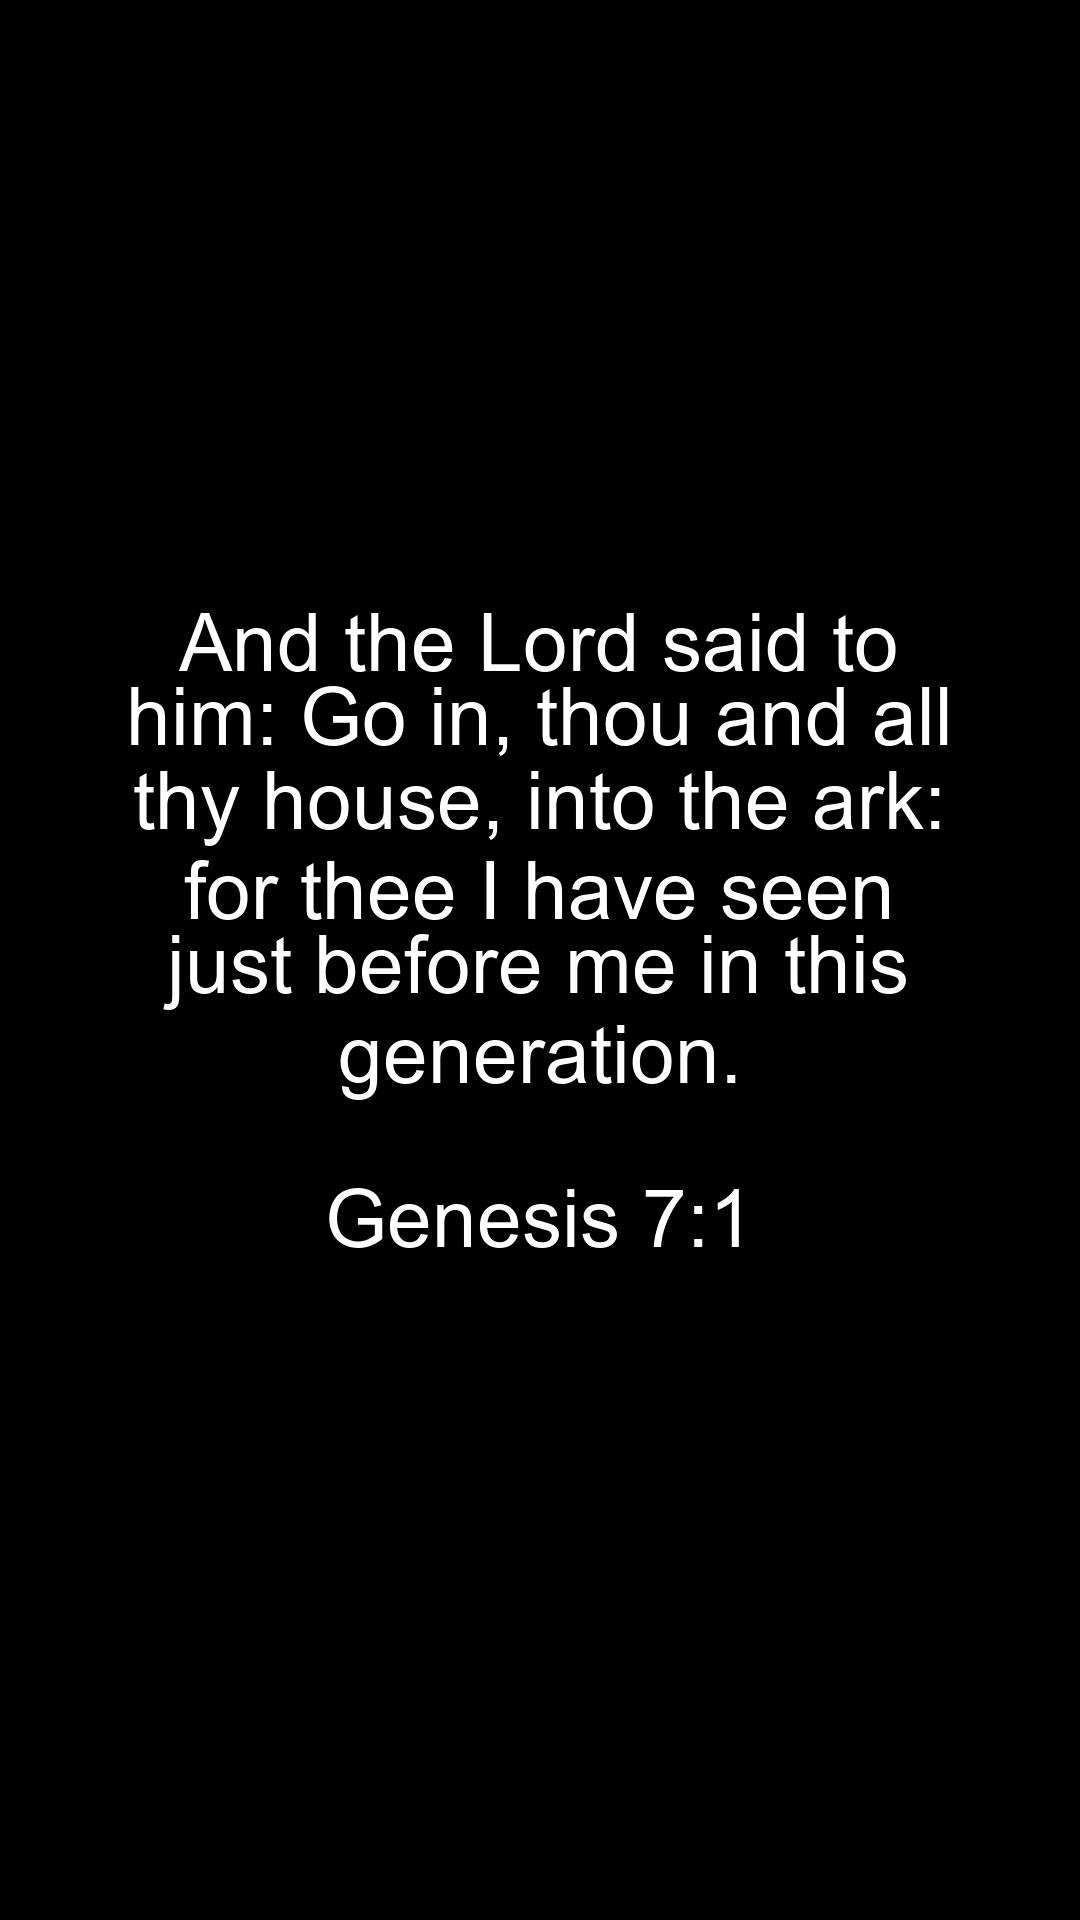 And the Lord said to
him: Go in, thou and all
thy house, into the ark:
for thee I have seen
just before me in this
generation.
Genesis 7:1